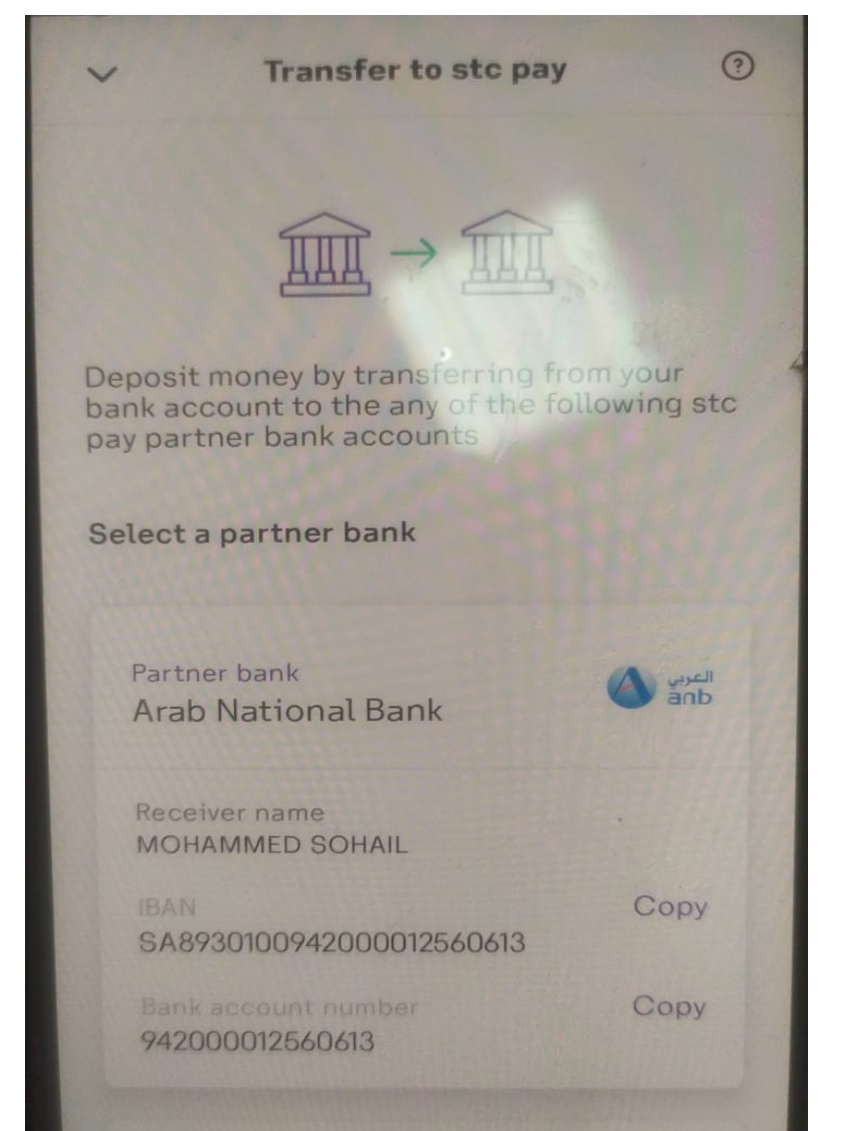 Transfer to stc pay
?
Deposit money by transferring from your
bank account to the any of the following stc
pay partner bank accounts
Select a partner bank
Partner bank
Arab National Bank
العربي
anb
Receiver name
MOHAMMED SOHAIL
IBAN
Copy
SA8930100942000012560613
Bank account number
Copy
942000012560613